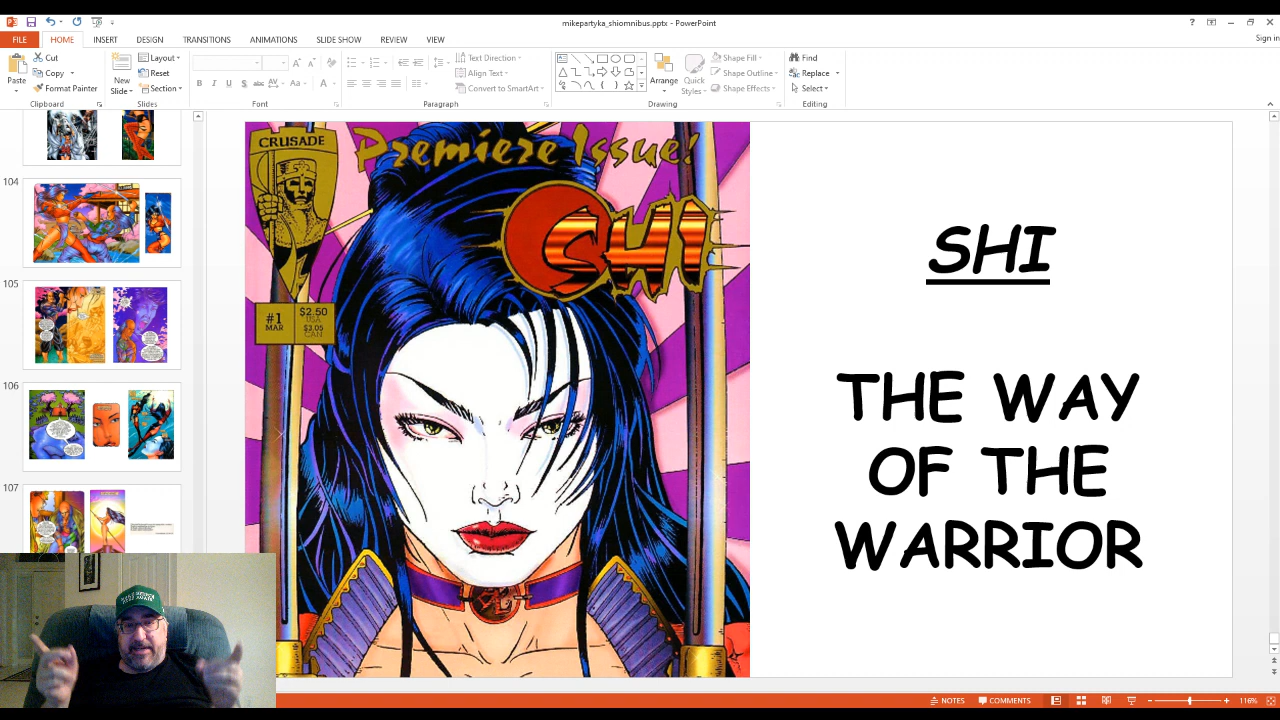 mikepartyka_shiomnibus.pptx - PowerPoint
Sign in
FILE HOME INSERT DESIGN TRANSITIONS ANIMATIONS SLIDE SHOW REVIEW VIEW
Paste
Cut
Copy
Format Painter
Clipboard
New
Slide
Layout
Reset
Section
Slides
Font
Text Direction
Align Text
Convert to SmartArt
Paragraph
Arrange
Quick
Styles
Shape Fill
Shape Outline
Shape Effects
Drawing
Find
Replace
Select
Editing
104
105
106
107
CRUSADE
Premiere Issue!
SHI
#1
MAR
$2.50
USA
$3.05
CAN
SHI
THE WAY
OF THE
WARRIOR
NOTES COMMENTS 116%